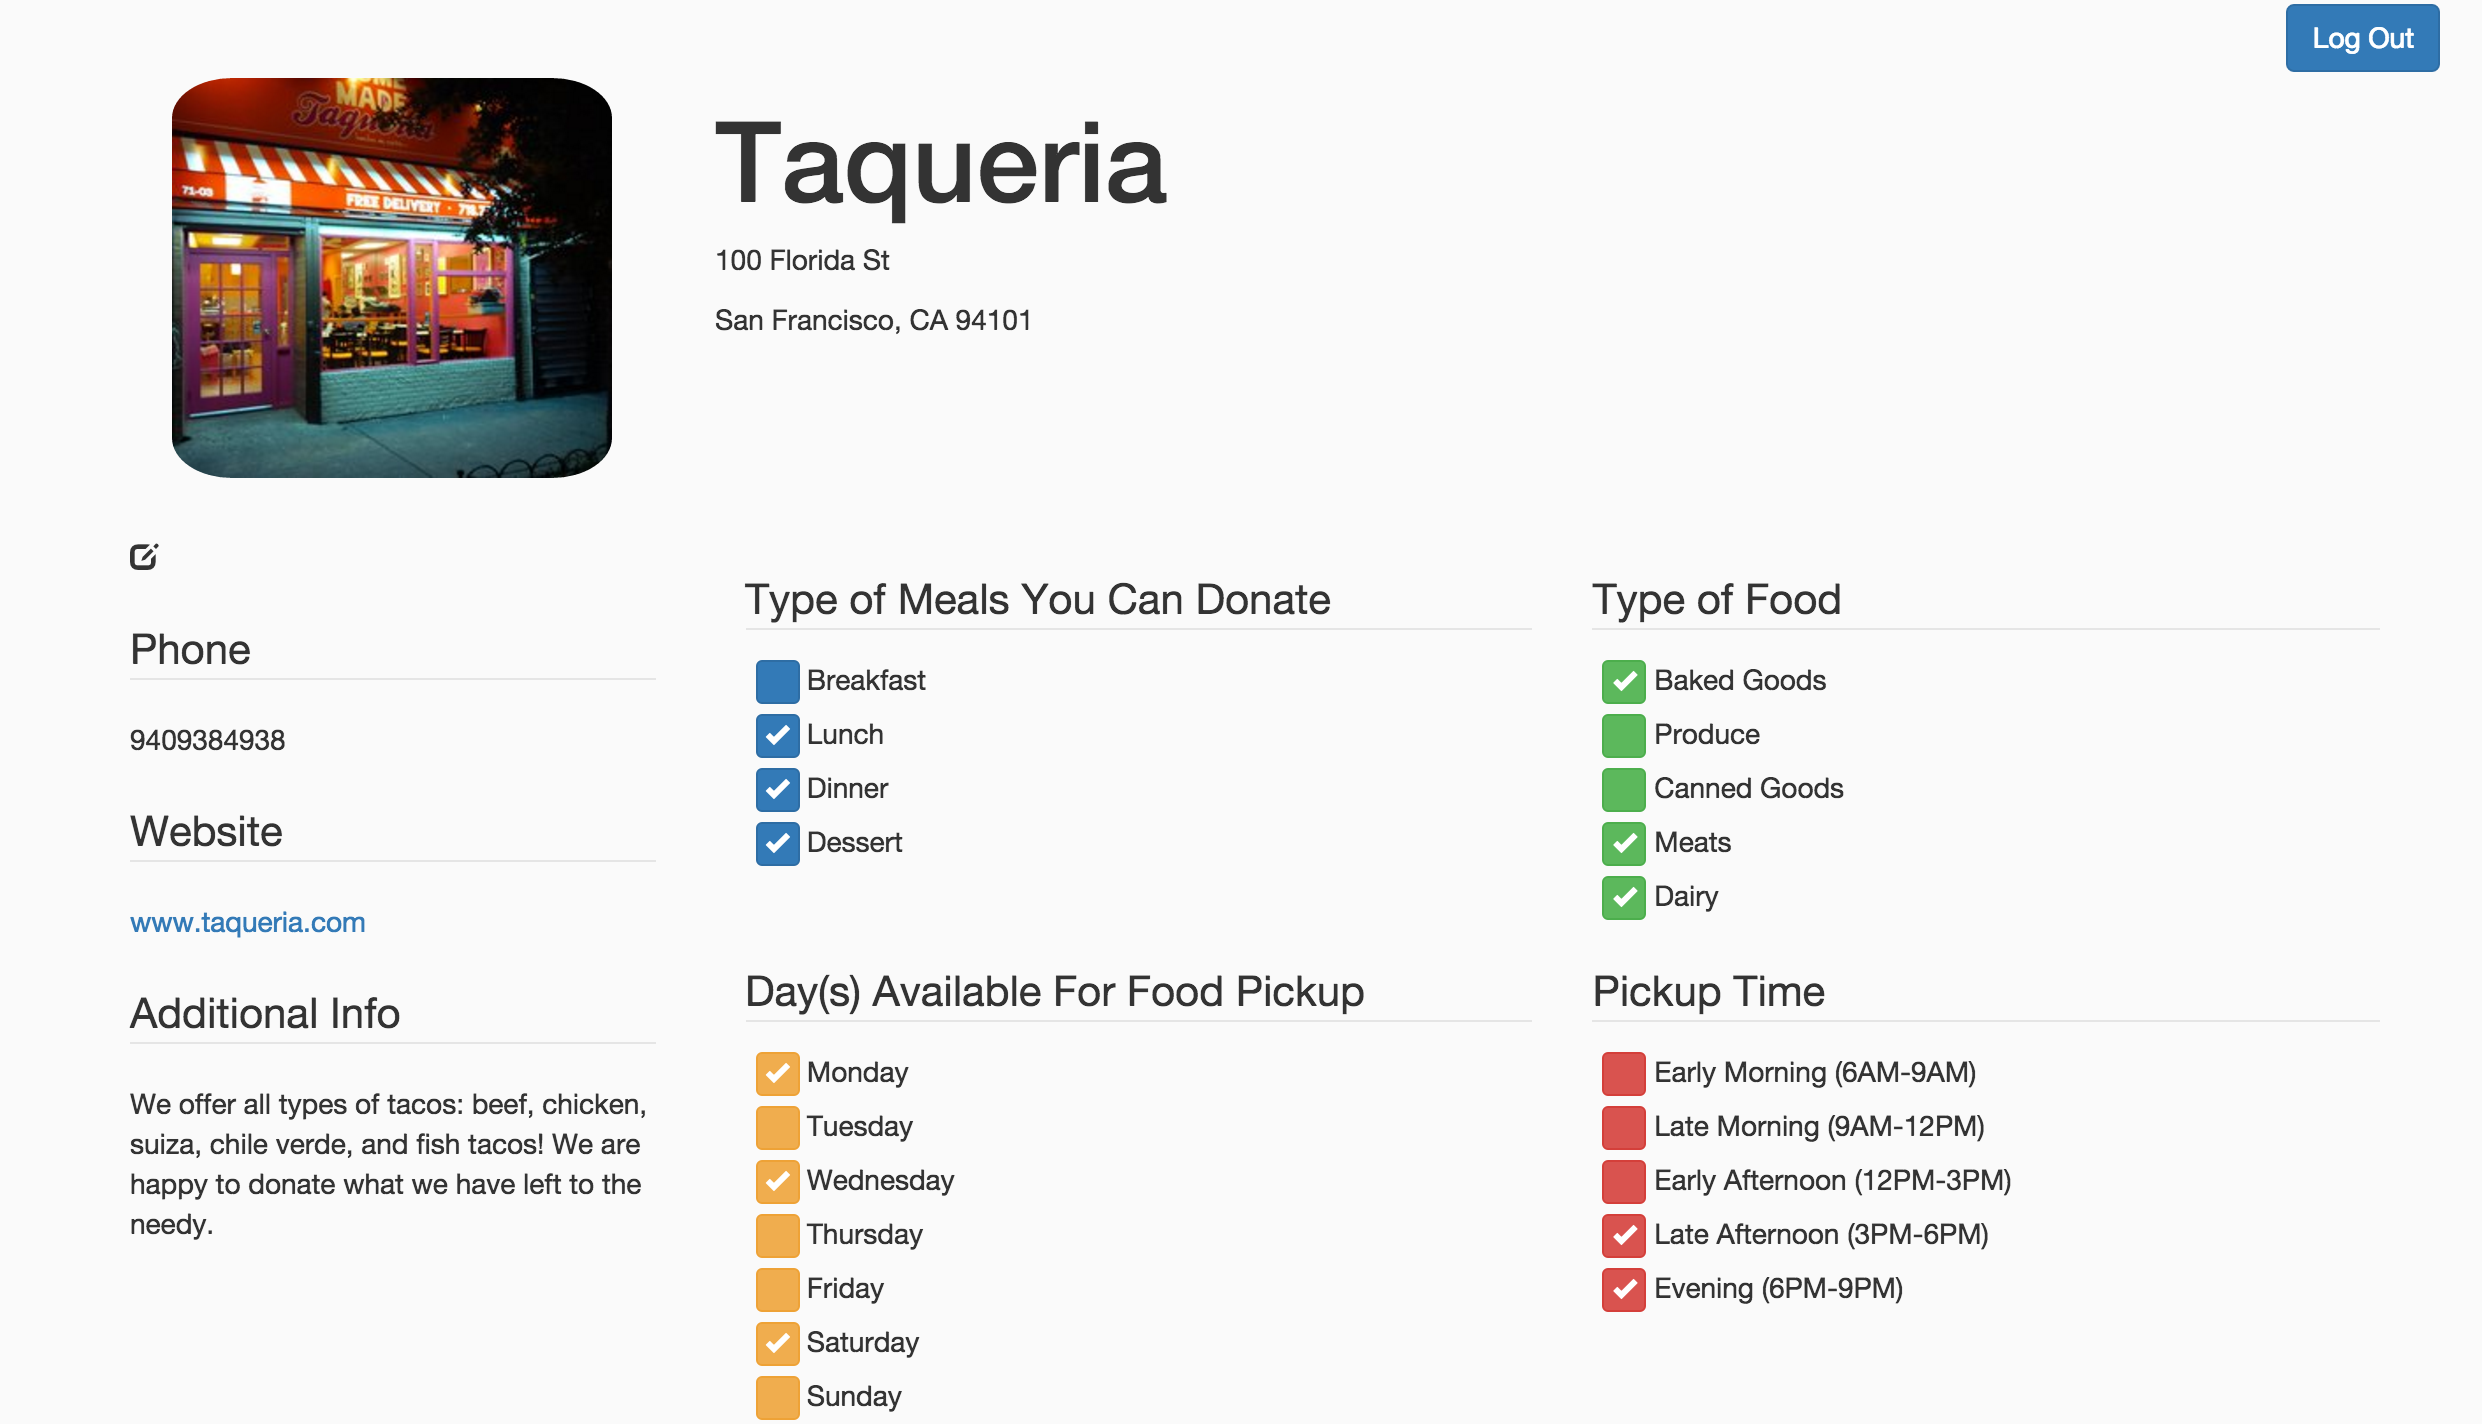 Log Out
MADE
Taqueria
71-03
FREE DELIVERY
Taqueria
100 Florida St
San Francisco, CA 94101
Phone
9409384938
Website
www.taqueria.com
Additional Info
We offer all types of tacos: beef, chicken,
suiza, chile verde, and fish tacos! We are
happy to donate what we have left to the
needy.
Type of Meals You Can Donate
Breakfast
Lunch
Dinner
Dessert
Type of Food
Baked Goods
Produce
Canned Goods
Meats
Dairy
Day(s) Available For Food Pickup
Monday
Tuesday
Wednesday
Thursday
Friday
Saturday
Sunday
Pickup Time
Early Morning (6AM-9AM)
Late Morning (9AM-12PM)
Early Afternoon (12PM-3PM)
Late Afternoon (3PM-6PM)
Evening (6PM-9PM)